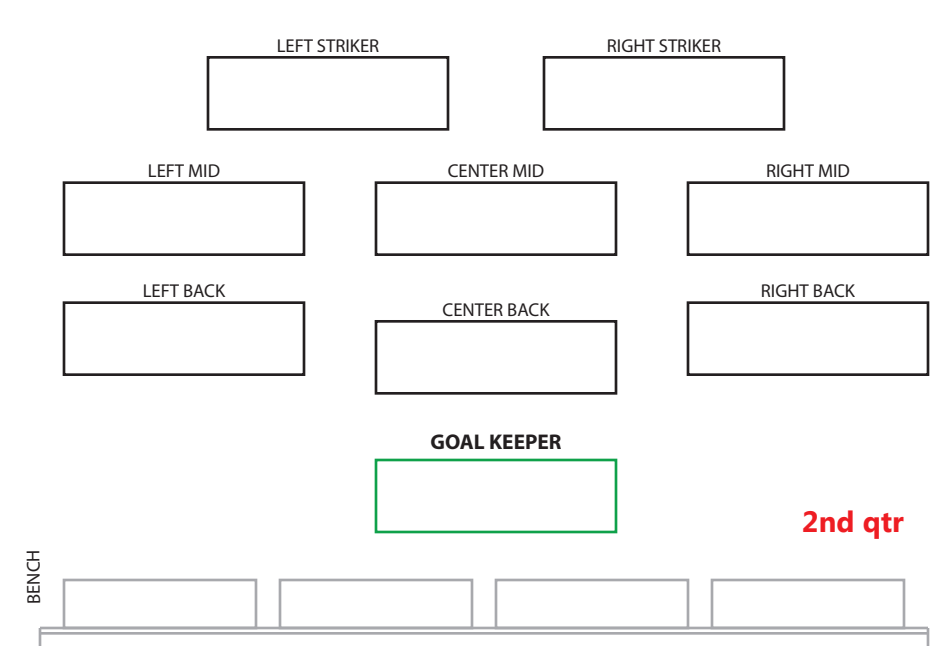 LEFT STRIKER
RIGHT STRIKER
LEFT MID
CENTER MID
RIGHT MID
LEFT BACK
CENTER BACK
RIGHT BACK
GOAL KEEPER
2nd qtr
BENCH